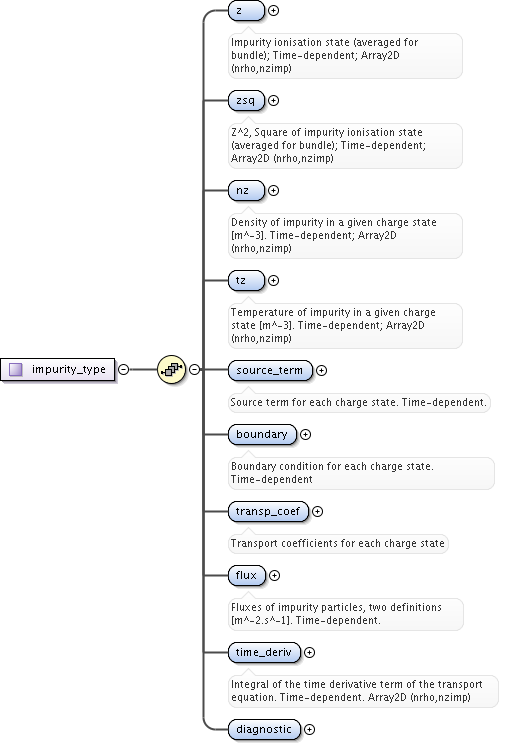 z
Impurity ionisation state (averaged for
bundle); Time-dependent; Array2D
(nrho,nzimp)
zsq
Z^2, Square of impurity ionisation state
(averaged for bundle); Time-dependent;
Array2D (nrho,nzimp)
nz
Density of impurity in a given charge state
[m^-3]. Time-dependent; Array2D
(nrho,nzimp)
tz
Temperature of impurity in a given charge
state [m^-3]. Time-dependent; Array2D
(nrho,nzimp)
impurity_type
source_term
Source term for each charge state. Time-dependent.
boundary
Boundary condition for each charge state.
Time-dependent
transp_coef
Transport coefficients for each charge state
flux
Fluxes of impurity particles, two definitions
[m^-2.s^-1]. Time-dependent.
time_deriv
Integral of the time derivative term of the transport
equation. Time-dependent. Array2D (nrho,nzimp)
diagnostic